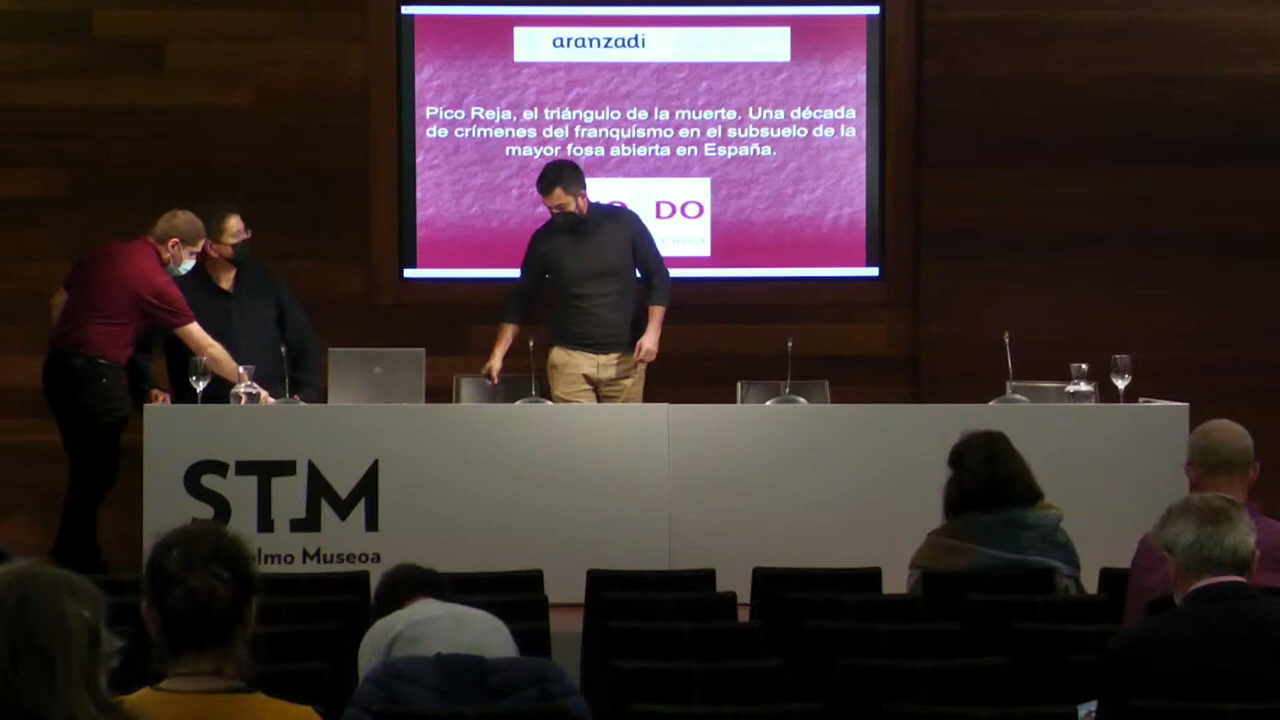 aranzadi
Pico Reja, el triángulo de la muerte. Una década
de crímenes del franquismo en el subsuelo de la
mayor fosa abierta en España.
DO
STM
Museoa